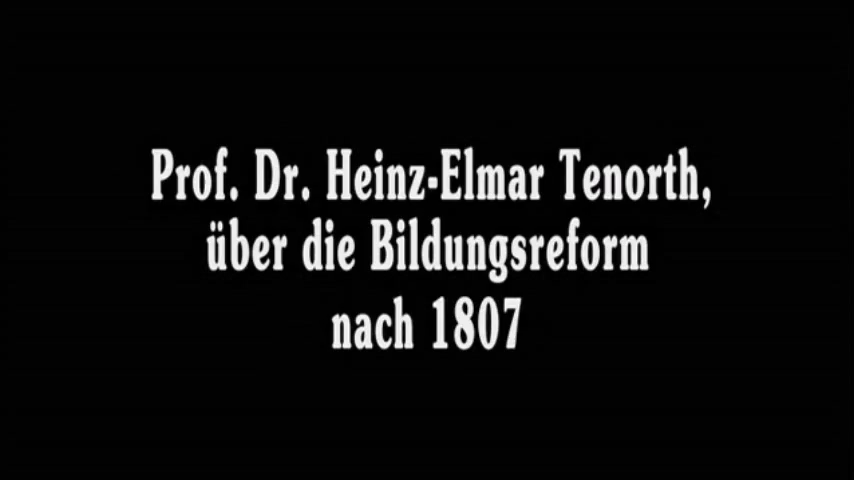 Prof. Dr. Heinz-Elmar Tenorth,
über die Bildungsreform
nach 1807